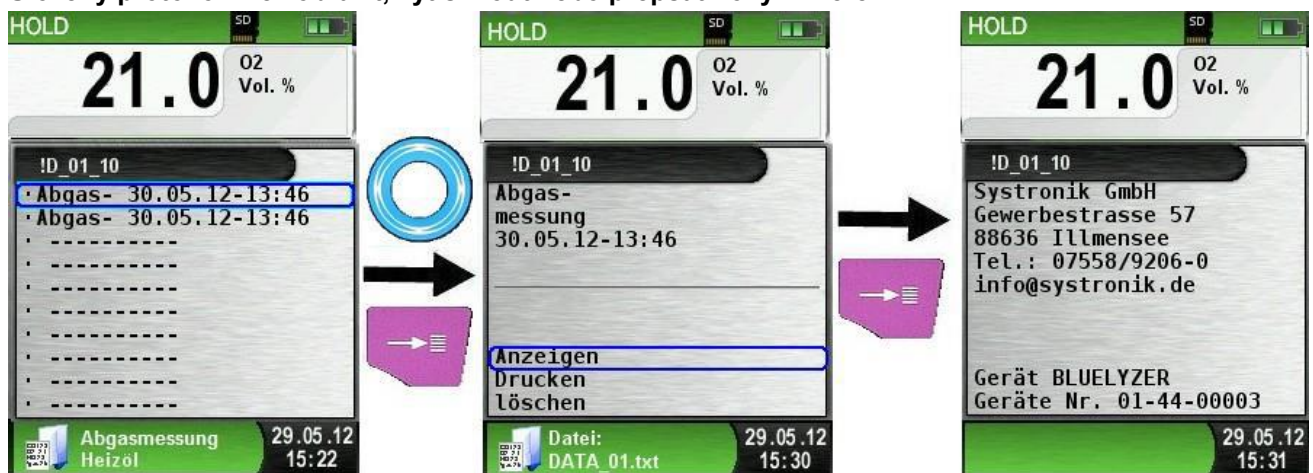 HOLD
SD
21.0
O2
Vol. %
!D_01_10
·Abgas- 30.05.12-13:46
·Abgas- 30.05.12-13:46
· ----------
· ----------
· ----------
· ----------
· ----------
· ----------
· ----------
· ----------
Abgasmessung
Heizöl
29.05.12
15:22
HOLD
SD
21.0
O2
Vol. %
!D_01_10
Abgas-
messung
30.05.12-13:46
Anzeigen
Drucken
löschen
Datei:
DATA_01.txt
29.05.12
15:30
HOLD
SD
21.0
O2
Vol. %
!D_01_10
Systronik GmbH
Gewerbestrasse 57
88636 Illmensee
Tel.: 07558/9206-0
info@systronik.de
Gerät BLUELYZER
Geräte Nr. 01-44-00003
29.05.12
15:31